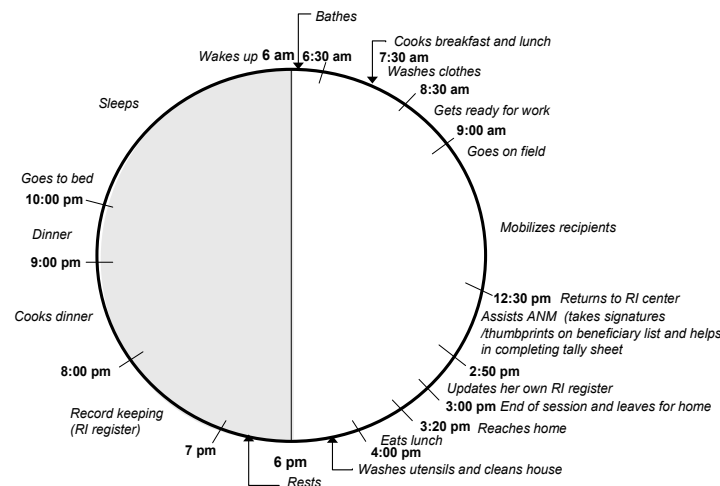 Bathes
Wakes up 6 am 6:30 am
Cooks breakfast and lunch
7:30 am
Washes clothes
8:30 am
Gets ready for work
9:00 am
Goes on field
Mobilizes recipients
12:30 pm Returns to RI center
Assists ANM (takes signatures
/thumbprints on beneficiary list and helps
in completing tally sheet
2:50 pm
Updates her own RI register
3:00 pm End of session and leaves for home
3:20 pm Reaches home
Eats lunch
4:00 pm
Washes utensils and cleans house
6 pm
Rests
7 pm
Record keeping
(RI register)
8:00 pm
Cooks dinner
9:00 pm
Dinner
10:00 pm
Goes to bed
Sleeps